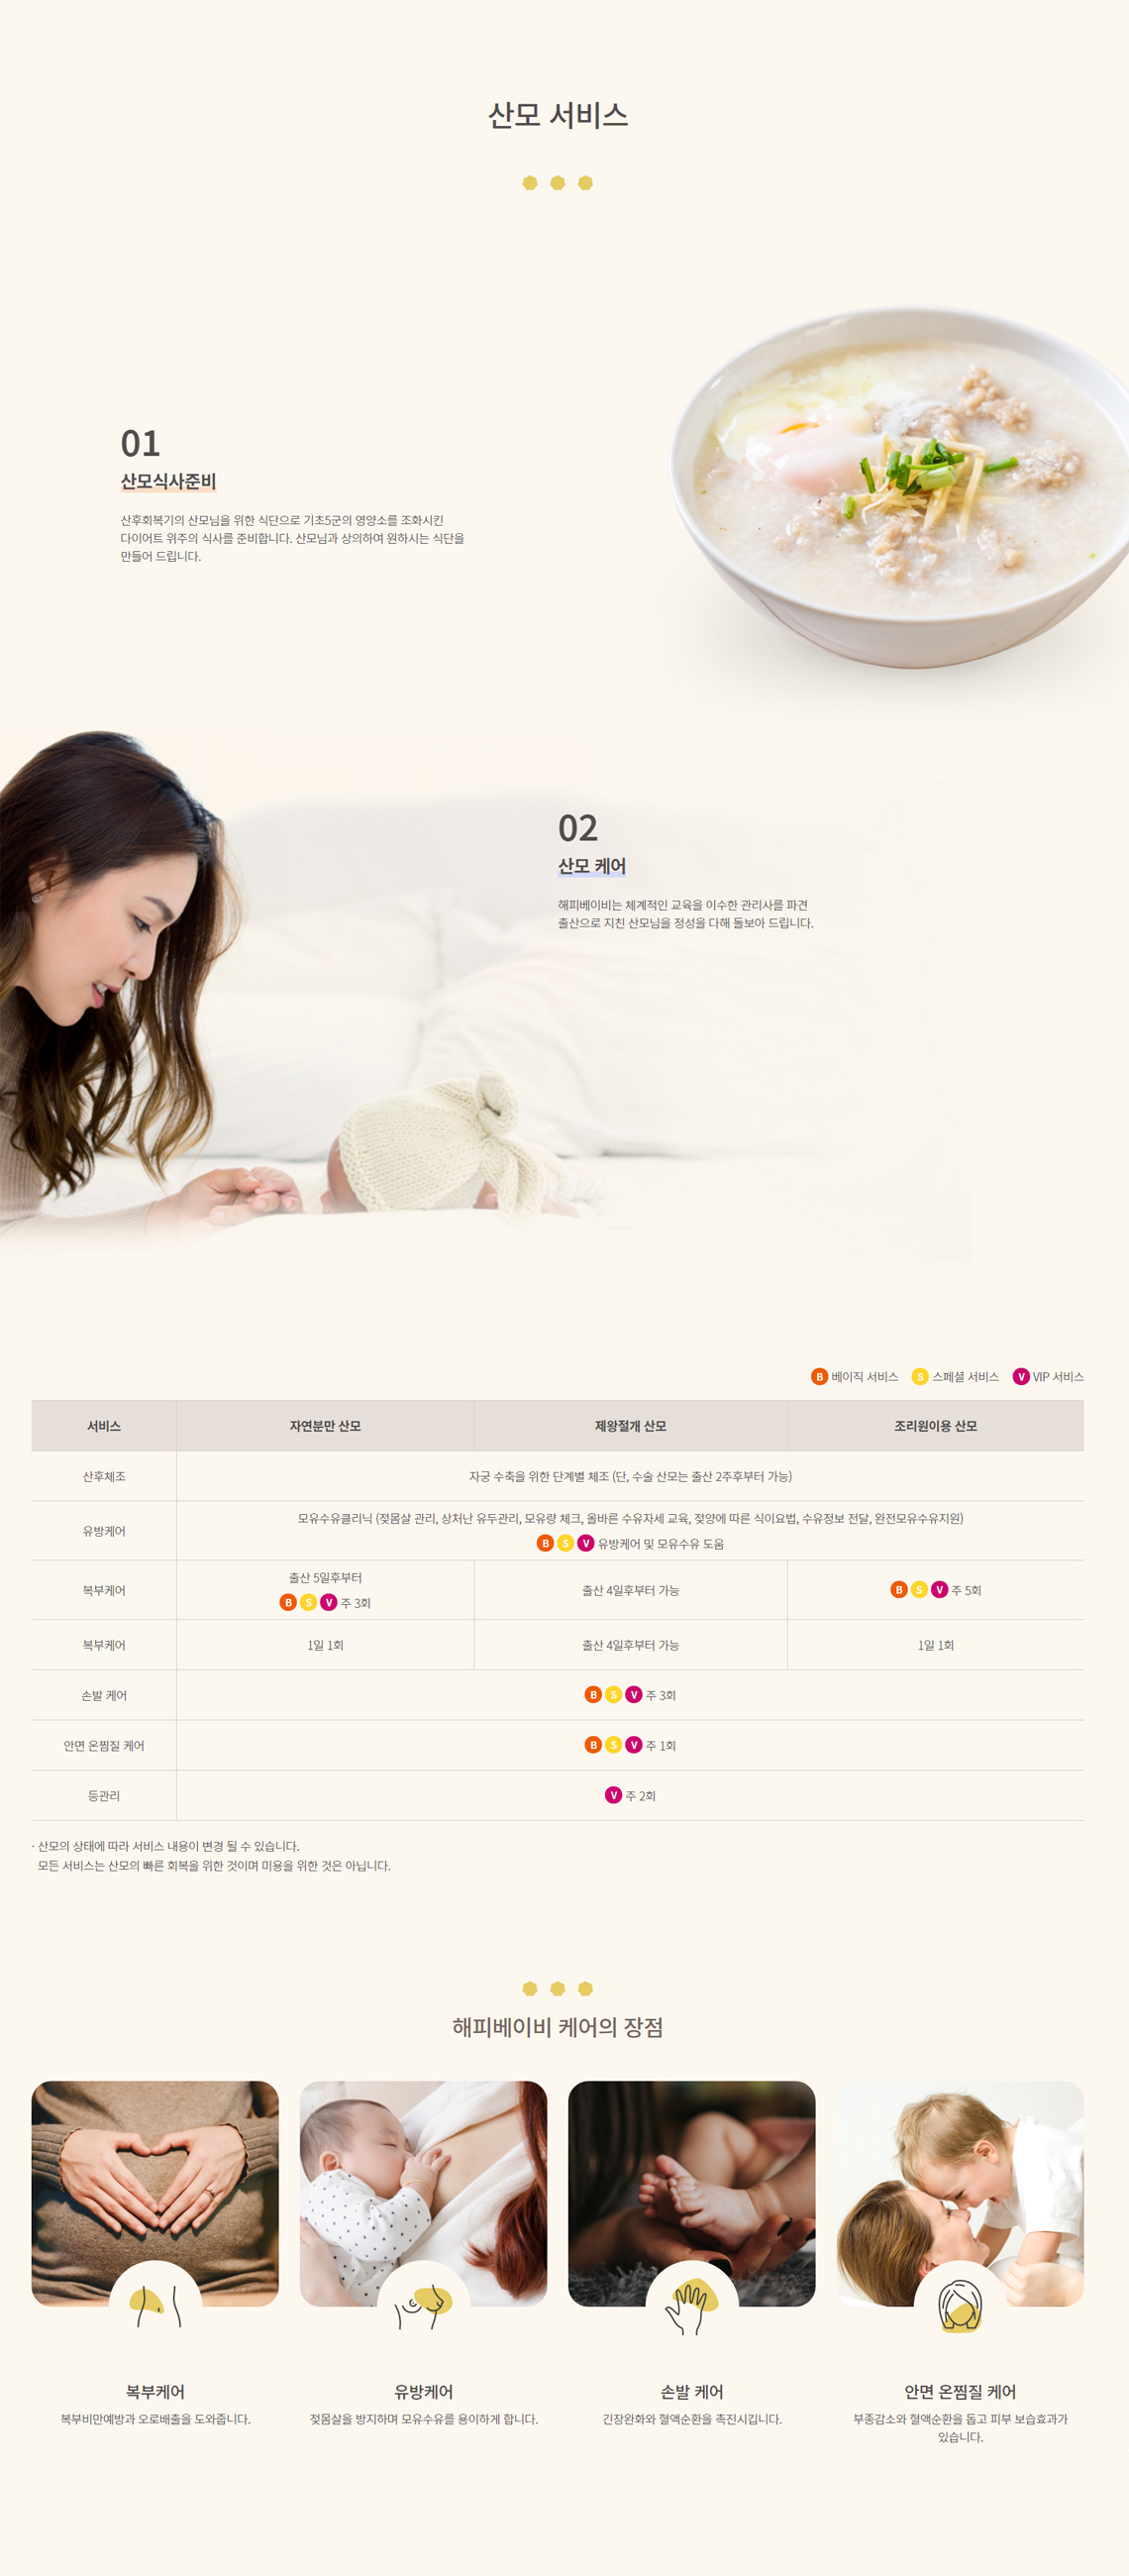 산모 서비스
01
산모식사준비
산후회복기의 산모님을 위한 식단으로 기초5군의 영양소를 조화시킨
다이어트 위주의 식사를 준비합니다. 산모님과 상의하여 원하시는 식단을
만들어 드립니다.
02
산모 케어
해피베이비는 체계적인 교육을 이수한 관리사를 파견
출산으로 지친 산모님을 정성을 다해 돌보아 드립니다.
B 베이직 서비스 S 스페셜 서비스 V VIP 서비스
서비스 자연분만 산모 제왕절개 산모 조리원이용 산모
산후체조 자궁 수축을 위한 단계별 체조 (단, 수술 산모는 출산 2주후부터 가능)
유방케어 모유수유클리닉 (젖몸살 관리, 상처난 유두관리, 모유량 체크, 올바른 수유자세 교육, 젖양에 따른 식이요법, 수유정보 전달, 완전모유수유지원)
B S V 유방케어 및 모유수유 도움
복부케어 출산 5일후부터
B S V 주 3회 출산 4일후부터 가능 B S V 주 5회
복부케어 1일 1회 출산 4일후부터 가능 1일 1회
손발 케어 B S V 주 3회
안면 온찜질 케어 B S V 주 1회
등관리 V 주 2회
· 산모의 상태에 따라 서비스 내용이 변경 될 수 있습니다.
모든 서비스는 산모의 빠른 회복을 위한 것이며 미용을 위한 것은 아닙니다.
해피베이비 케어의 장점
복부케어
복부비만예방과 오로배출을 도와줍니다.
유방케어
젖몸살을 방지하며 모유수유를 용이하게 합니다.
손발 케어
긴장완화와 혈액순환을 촉진시킵니다.
안면 온찜질 케어
부종감소와 혈액순환을 돕고 피부 보습효과가
있습니다.